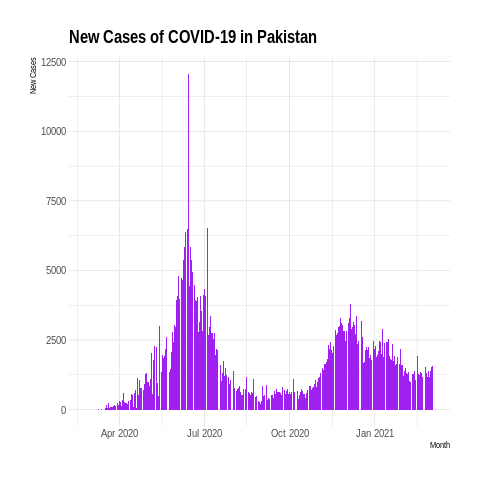 New Cases of COVID-19 in Pakistan
New Cases
12500
10000
7500
5000
2500
0
Apr 2020
Jul 2020
Oct 2020
Jan 2021
Month